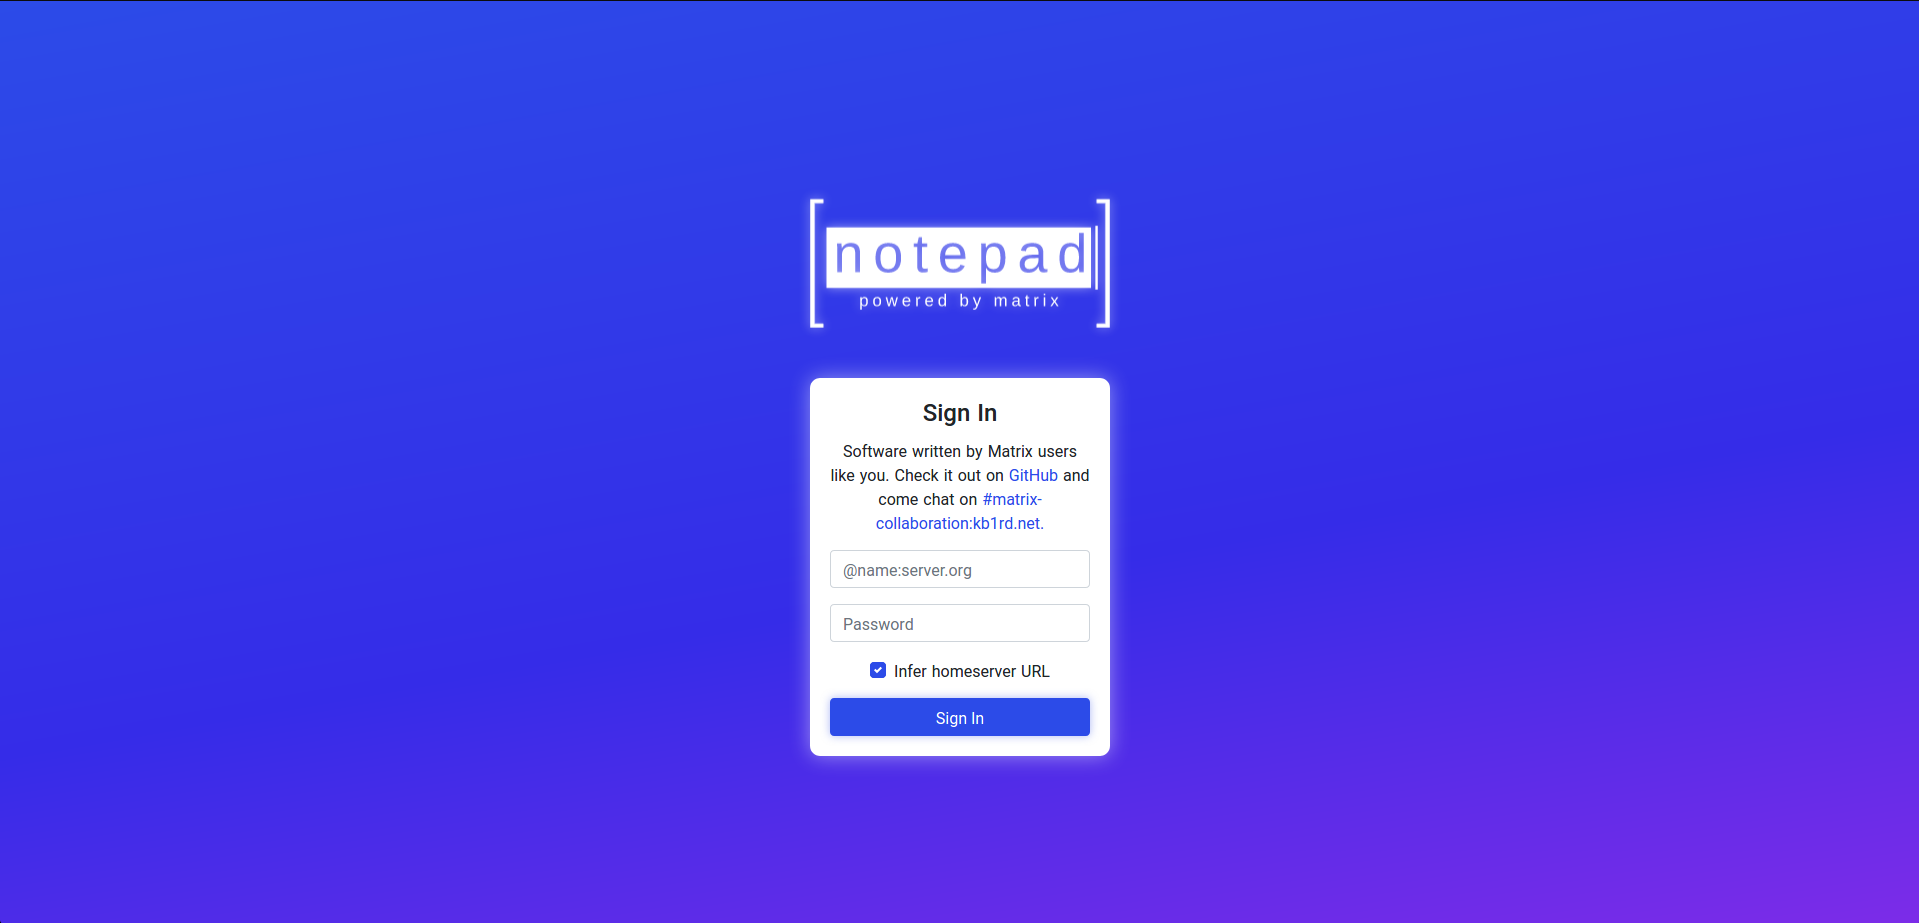 notepad
powered by matrix
Sign In
Software written by Matrix users
like you. Check it out on GitHub and
come chat on #matrix-
collaboration:kb1rd.net.
@name:server.org
Password
Infer homeserver URL
Sign In